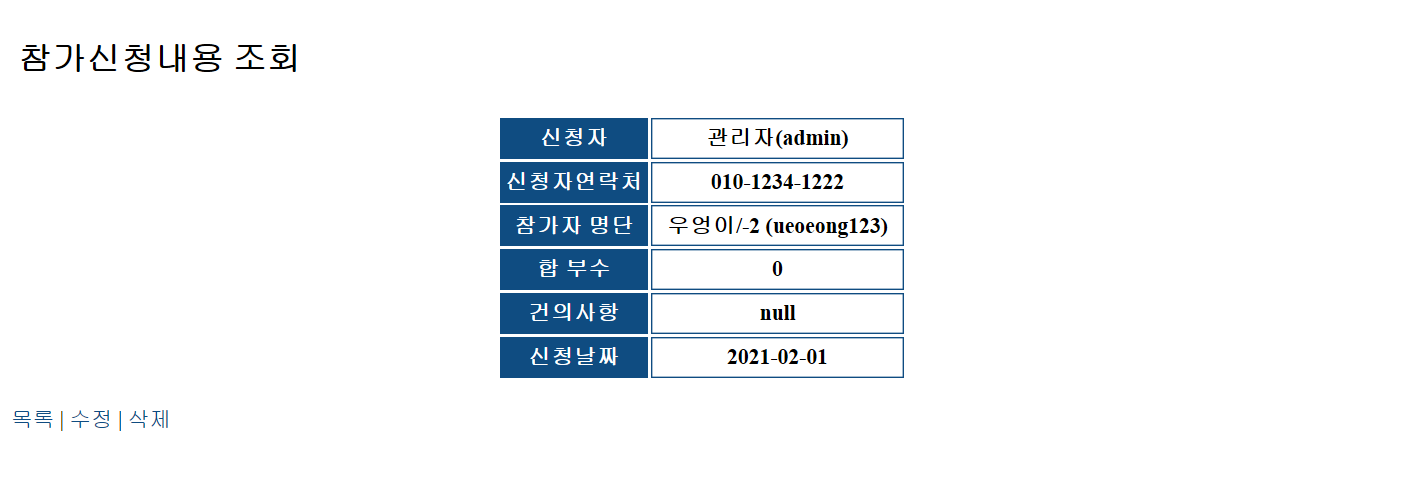 참가신청내용 조회
신청자 관리자(admin)
신청자연락처 010-1234-1222
참가자 명단 우엉이/-2 (ueoeong123)
합 부수 0
건의사항 null
신청날짜 2021-02-01
목록 | 수정 | 삭제